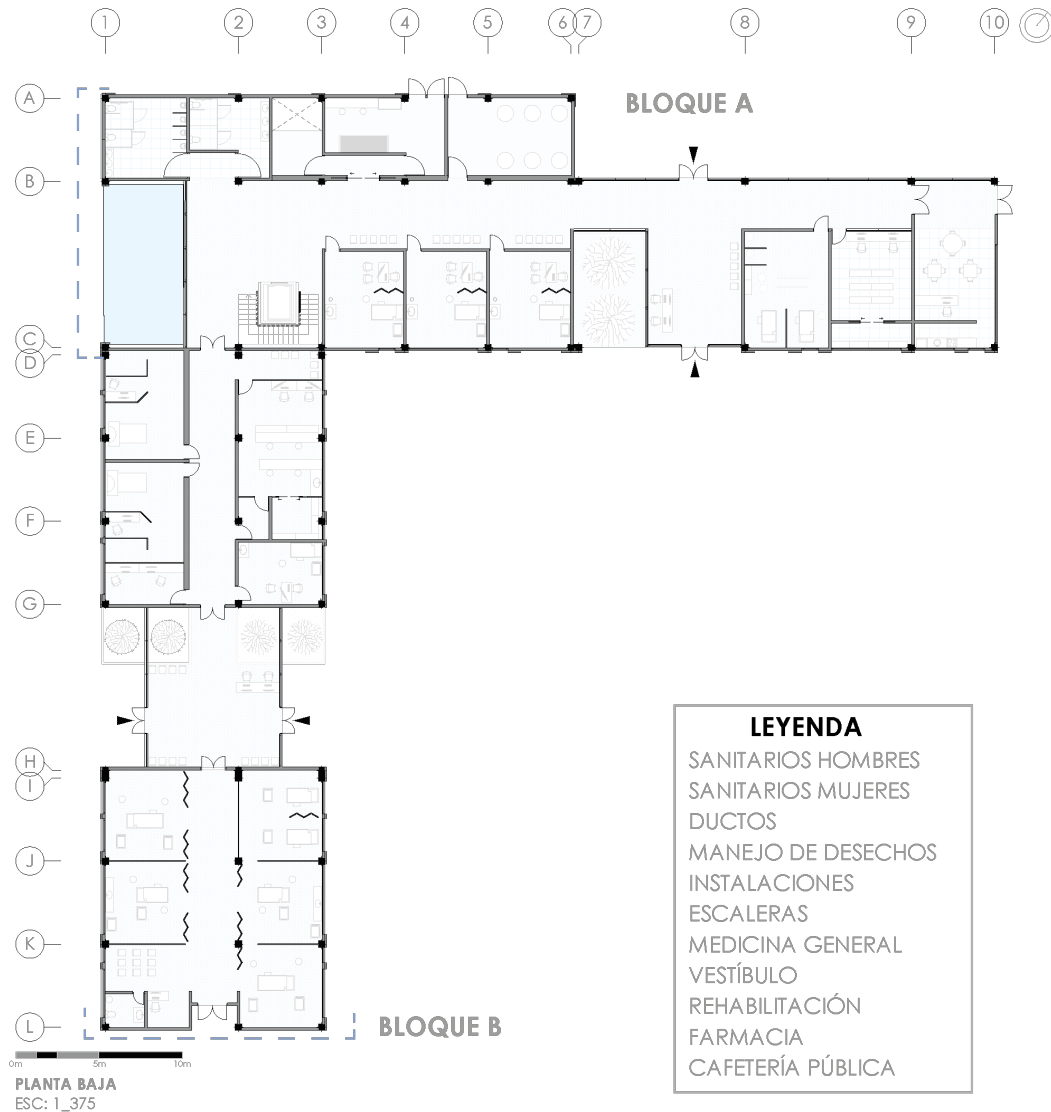 1 2 3 4 5 6 7 8 9 10
A
BLOQUE A
B
C
D
E
F
G
H
I
J
K
L
BLOQUE B
0m 5m 10m
PLANTA BAJA
ESC: 1_375
LEYENDA
SANITARIOS HOMBRES
SANITARIOS MUJERES
DUCTOS
MANEJO DE DESECHOS
INSTALACIONES
ESCALERAS
MEDICINA GENERAL
VESTÍBULO
REHABILITACIÓN
FARMACIA
CAFETERÍA PÚBLICA